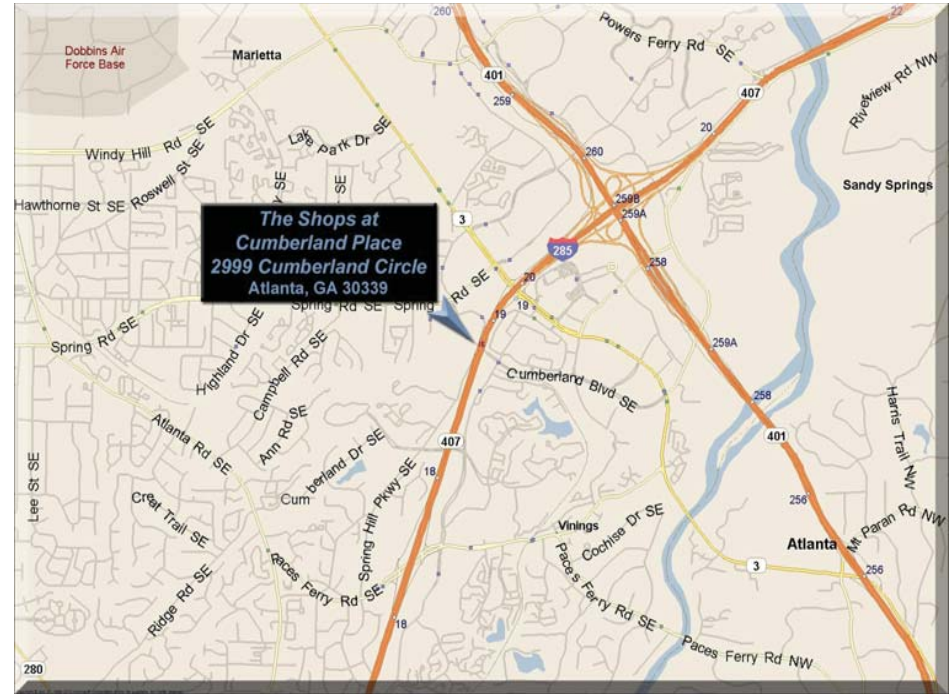 260
Powers Ferry Rd SE
22
Dobbins Air
Force Base
Marietta
401
259
407
Riverview Rd NW
Lake Park Dr SE
20
Windy Hill Rd SE
260
Roswell St SE
Hawthorne St SE
SE
SE
Sandy Springs
259B
259A
3
The Shops at
Cumberland Place
2999 Cumberland Circle
Atlanta, GA 30339
285
258
20
Spring Rd SE
Spring Rd SE
19
19
Spring Rd SE
259A
Highland Dr SE
Campbell Rd SE
Cumberland Blvd SE
258
Harris Trail NW
Atlanta Rd SE
Ann Rd SE
407
401
Lee St SE
Cumberland Dr SE
18
Spring Hill Pkwy SE
256
Creat Trail SE
Vinings
Cochise Dr SE
Mt Paran Rd NW
Atlanta
Paces Ferry Rd SE
3
256
Ridge Rd SE
18
Paces Ferry Rd SE
Paces Ferry Rd NW
280